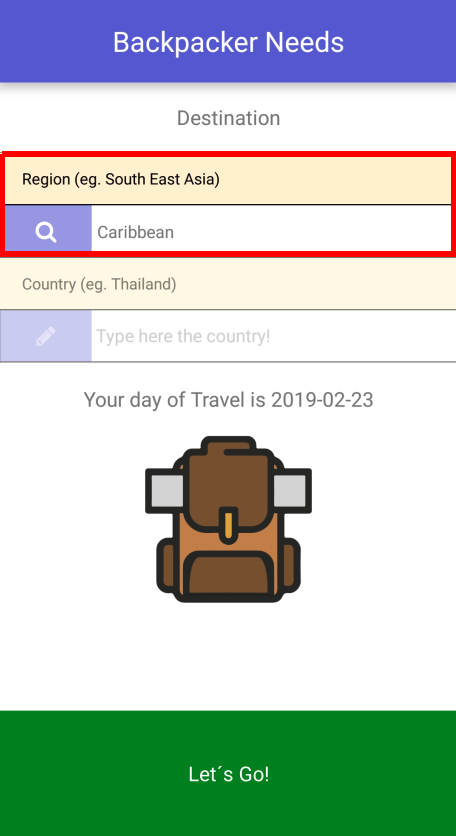 Backpacker Needs
Destination
Region (eg. South East Asia)
Caribbean
Country (eg. Thailand)
Type here the country!
Your day of Travel is 2019-02-23
Let´s Go!